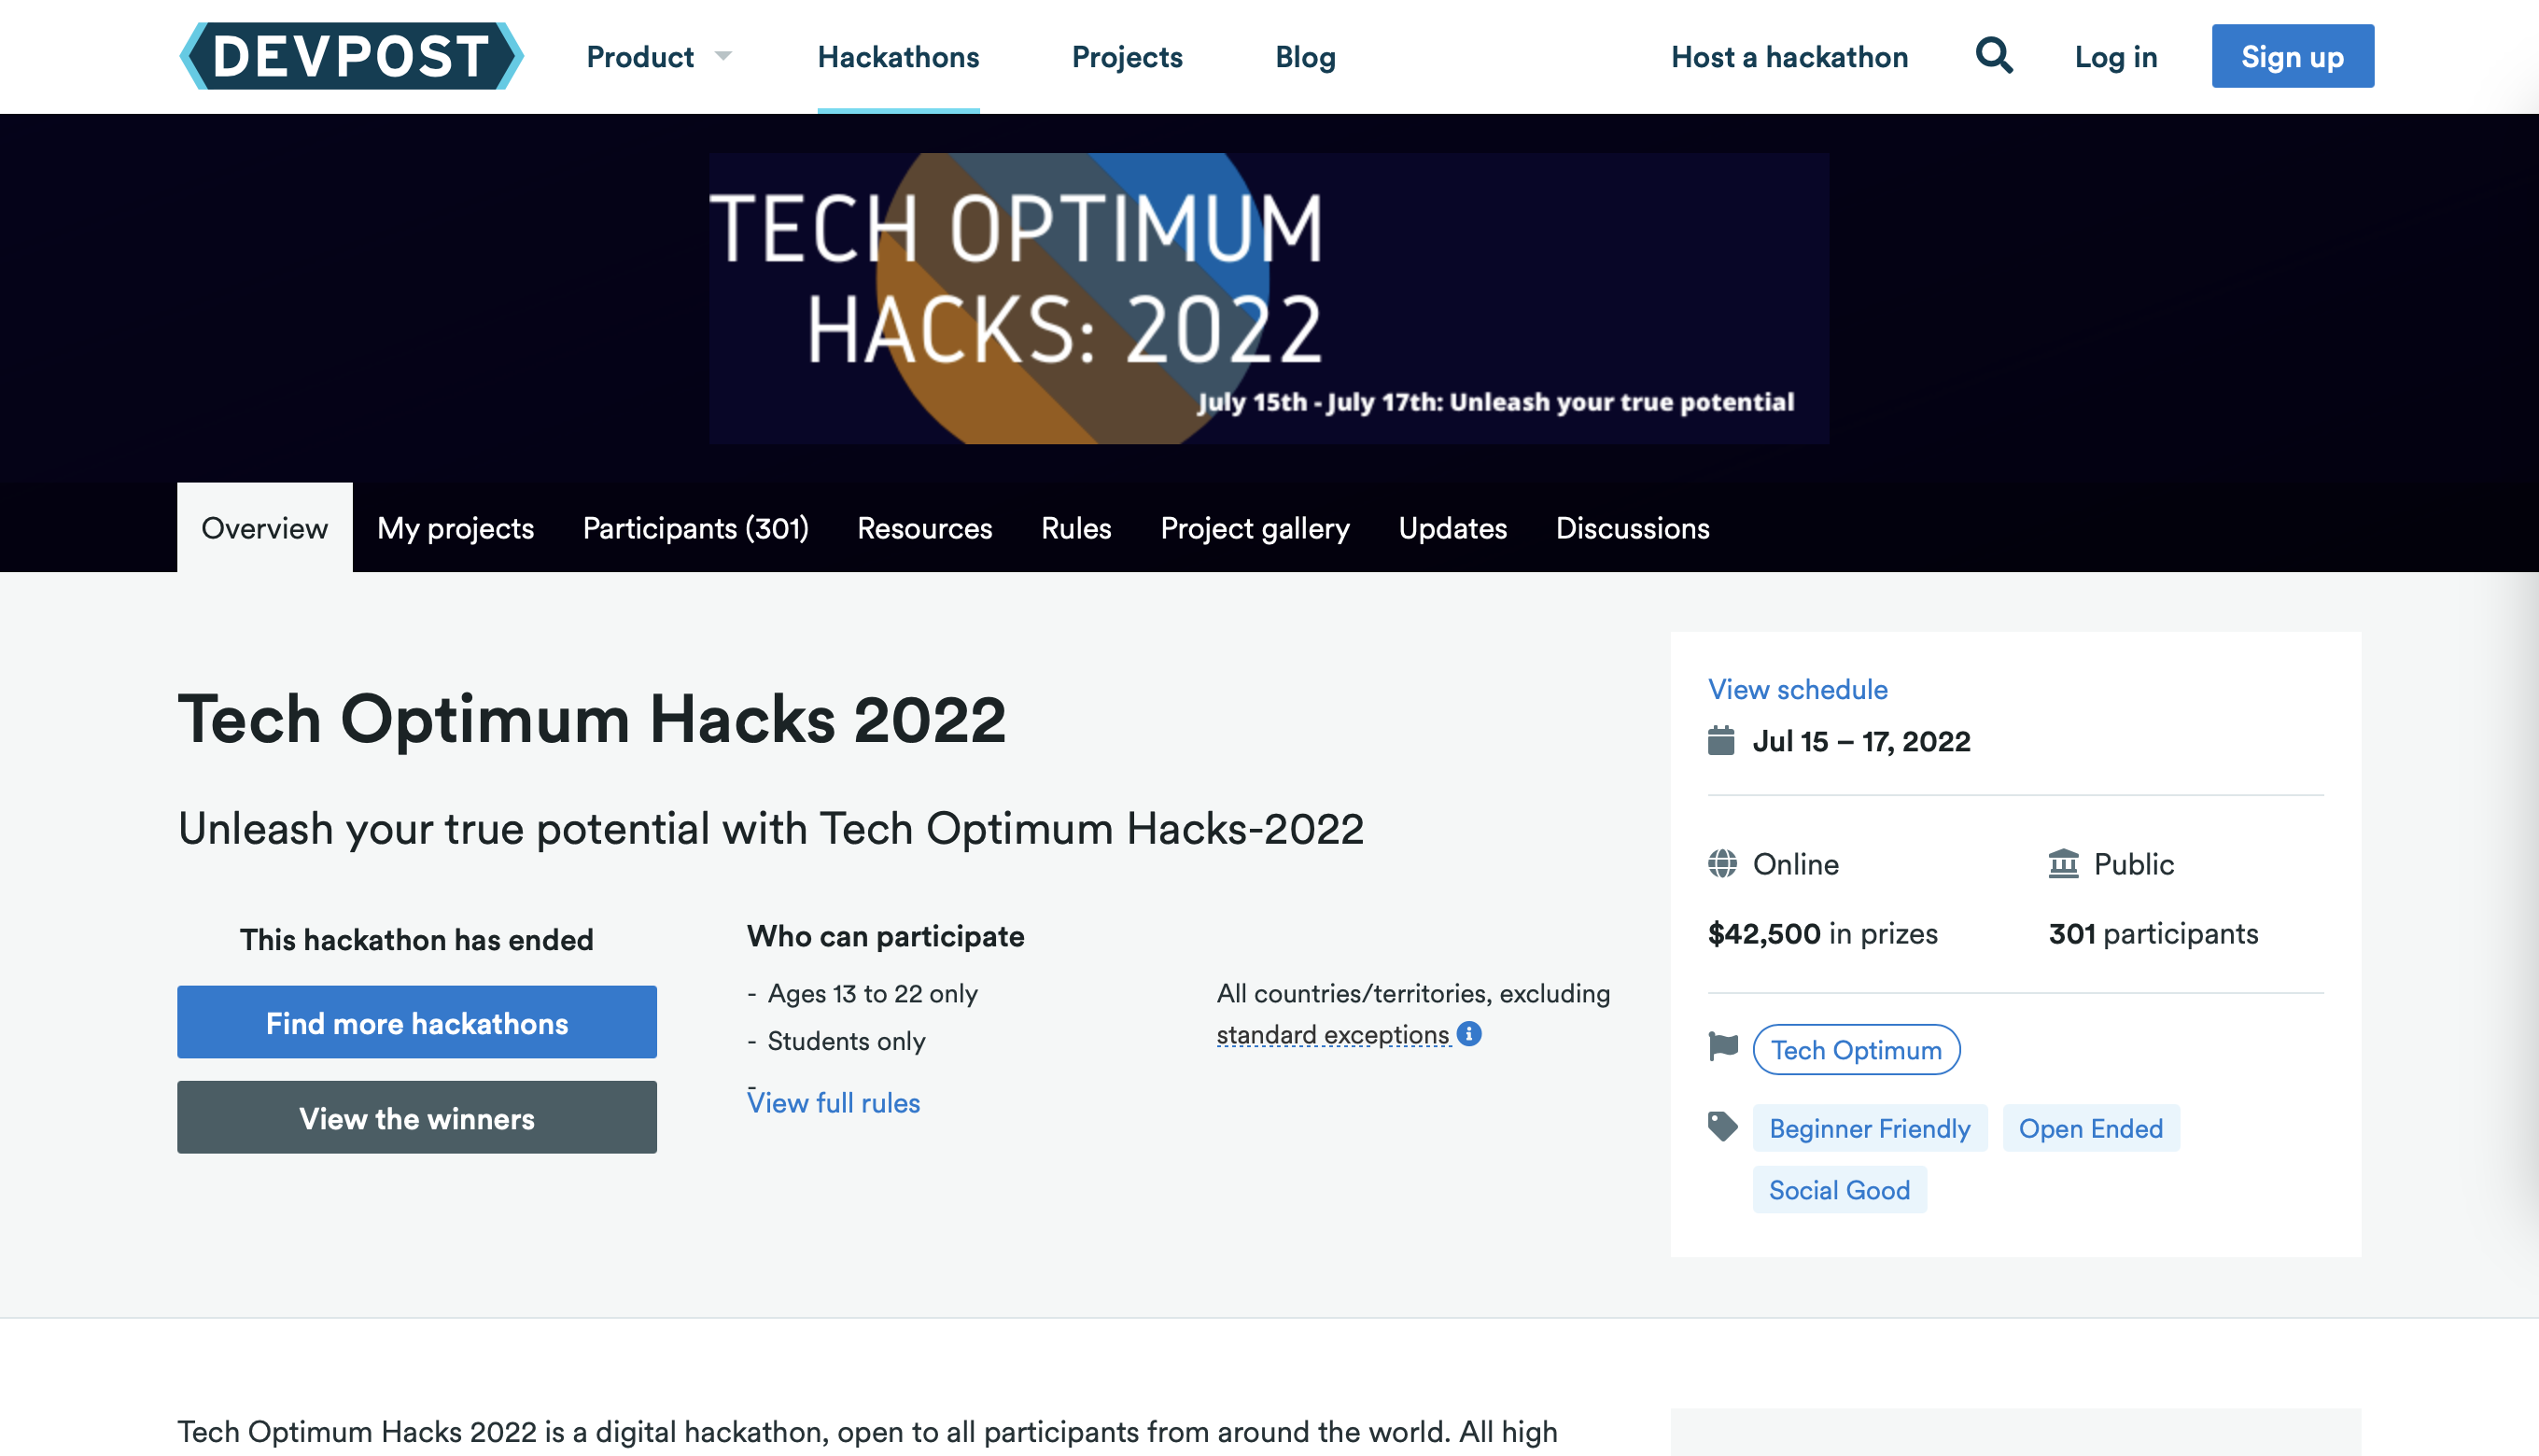 DEVPOST
Product
Hackathons
Projects
Blog
Host a hackathon
Log in
Sign up
TECH OPTIMUM
HACKS: 2022
July 15th - July 17th: Unleash your true potential
Overview
My projects
Participants (301)
Resources
Rules
Project gallery
Updates
Discussions
Tech Optimum Hacks 2022
Unleash your true potential with Tech Optimum Hacks-2022
This hackathon has ended
Find more hackathons
View the winners
Who can participate
- Ages 13 to 22 only
- Students only
-
View full rules
All countries/territories, excluding
standard exceptions
View schedule
Jul 15 – 17, 2022
Online
Public
$42,500 in prizes
301 participants
Tech Optimum
Beginner Friendly
Open Ended
Social Good
Tech Optimum Hacks 2022 is a digital hackathon, open to all participants from around the world. All high